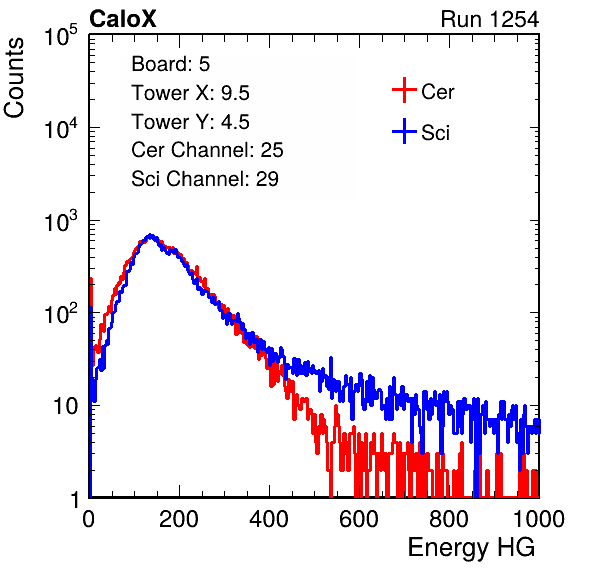 CaloX Run 1254
Counts
Board: 5
Tower X: 9.5
Tower Y: 4.5
Cer Channel: 25
Sci Channel: 29
Cer
Sci
10^5
10^4
10^3
10^2
10
1
0 200 400 600 800 1000
Energy HG